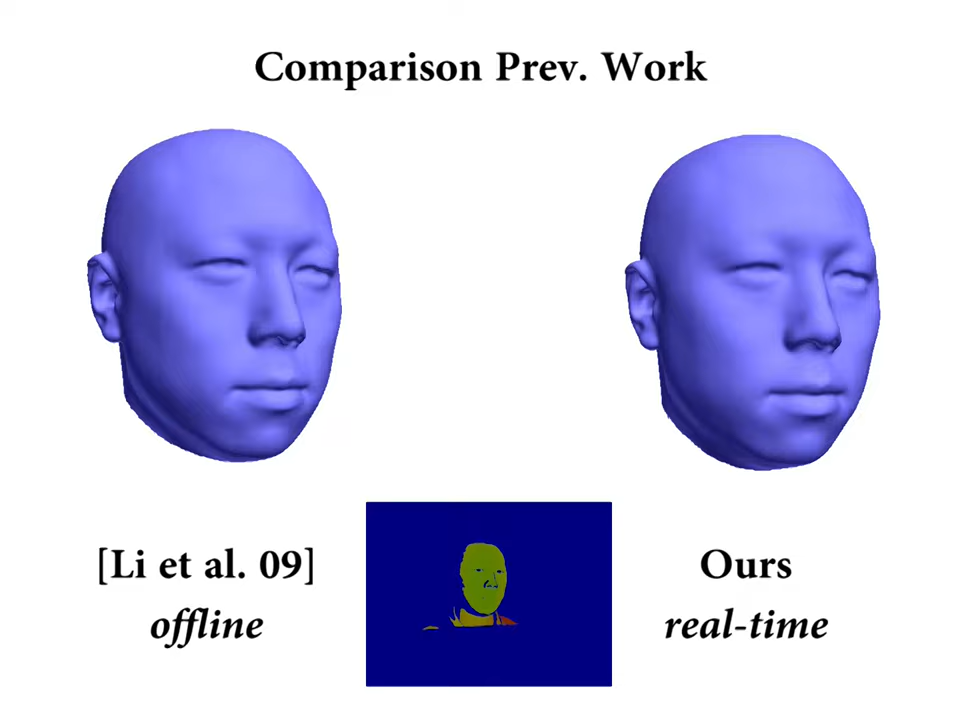 Comparison Prev. Work
[Li et al. 09]
offline
Ours
real-time